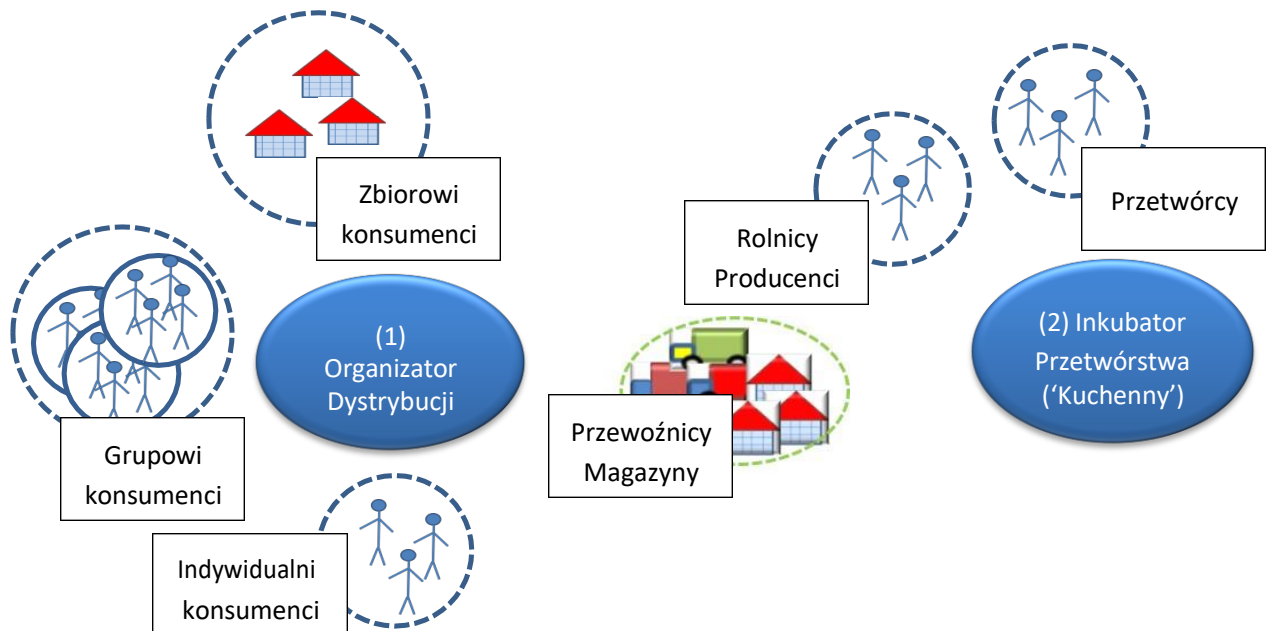 Zbiorowi
konsumenci
Przetwórcy
Rolnicy
Producenci
(1)
Organizator
Dystrybucji
(2) Inkubator
Przetwórstwa
(‘Kuchenny’)
Przewoźnicy
Magazyny
Grupowi
konsumenci
Indywidualni
konsumenci